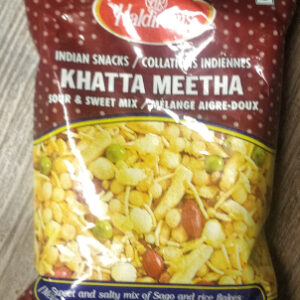 Haldiram's
INDIAN SNACKS / COLLATIONS INDIENNES
KHATTA MEETHA
SOUR & SWEET MIX / MÉLANGE AIGRE-DOUX
Sweet and salty mix of Sago and rice flakes